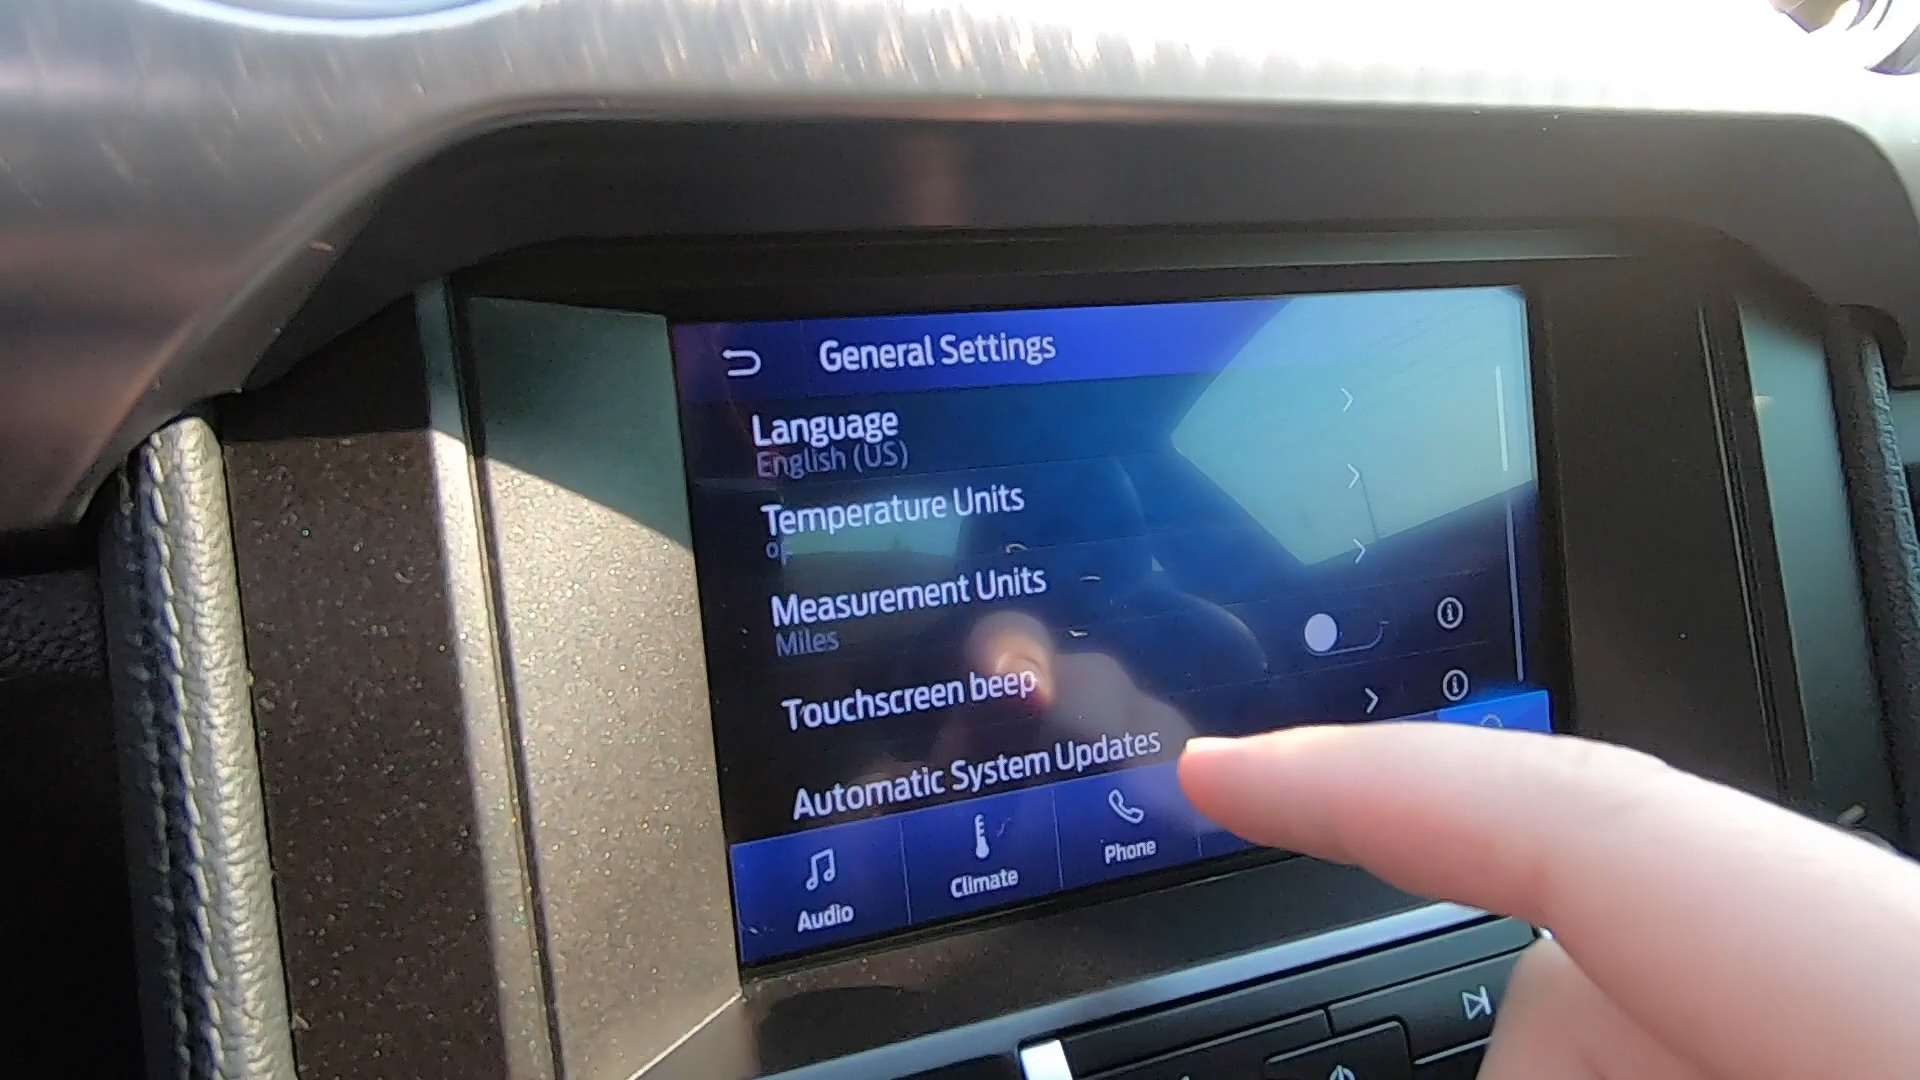 General Settings
Language
English (US)
Temperature Units
°F
Measurement Units
Miles
Touchscreen beep
Automatic System Updates
Audio
Climate
Phone